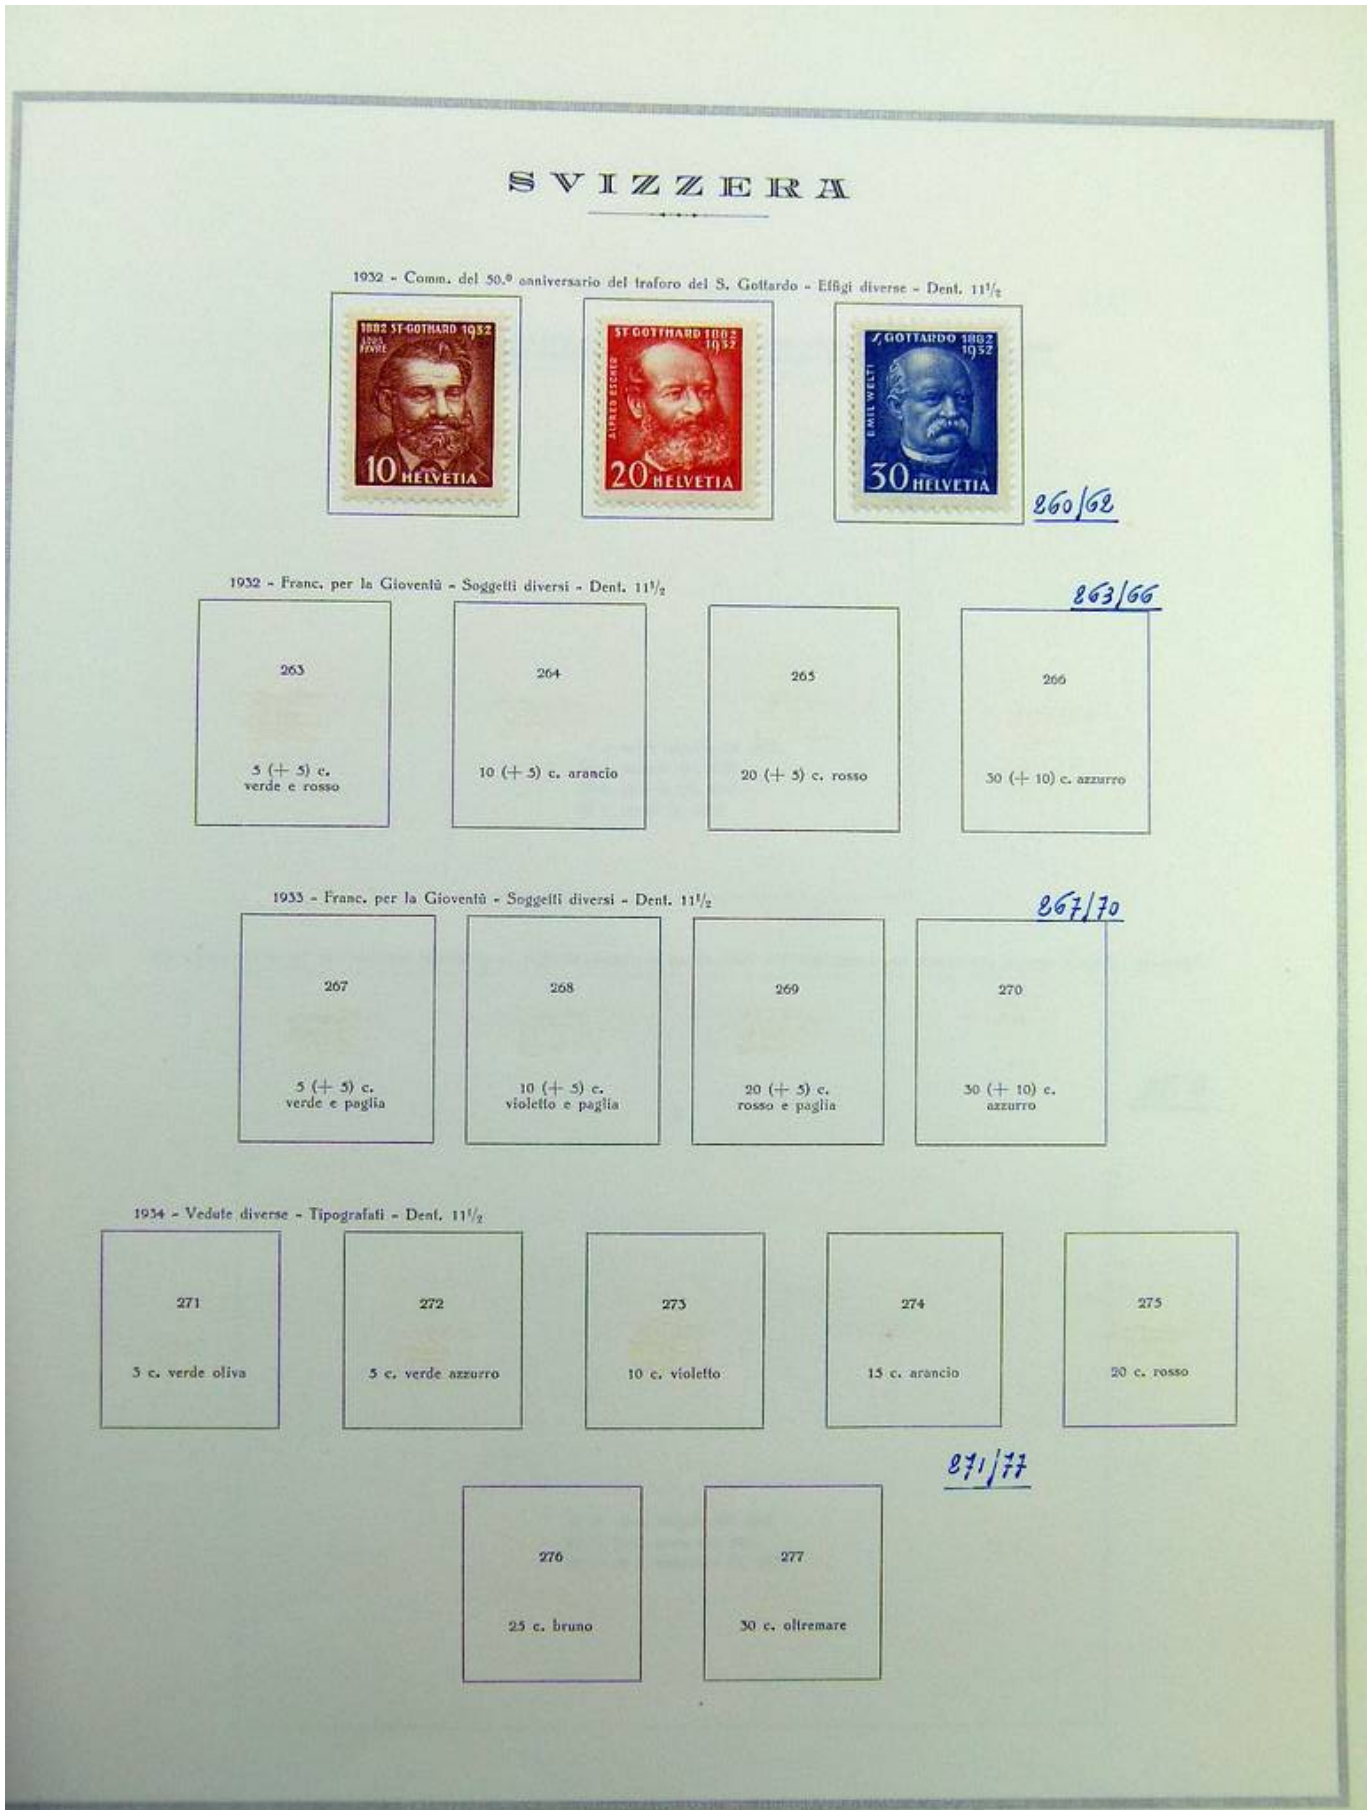 SVIZZERA
1932 - Comm. del 50.º anniversario del traforo del S. Gottardo - Effigi diverse - Dent. 11½
1882 ST-GOTHARD 1932
LOUIS
FAVRE
10 HELVETIA
ST GOTTHARD 1882
1932
ALFRED ESCHER
20 HELVETIA
S. GOTTARDO 1882
1932
EMIL WELTI
30 HELVETIA
260/62
1932 - Franc. per la Gioventù - Soggetti diversi - Dent. 11½
263/66
263
5 (+ 5) c.
verde e rosso
264
10 (+ 5) c. arancio
265
20 (+ 5) c. rosso
266
30 (+ 10) c. azzurro
1933 - Franc. per la Gioventù - Soggetti diversi - Dent. 11½
267/70
267
5 (+ 5) c.
verde e paglia
268
10 (+ 5) c.
violetto e paglia
269
20 (+ 5) c.
rosso e paglia
270
30 (+ 10) c.
azzurro
1934 - Vedute diverse - Tipografati - Dent. 11½
271
3 c. verde oliva
272
5 c. verde azzurro
273
10 c. violetto
274
15 c. arancio
275
20 c. rosso
271/77
276
25 c. bruno
277
30 c. oltremare